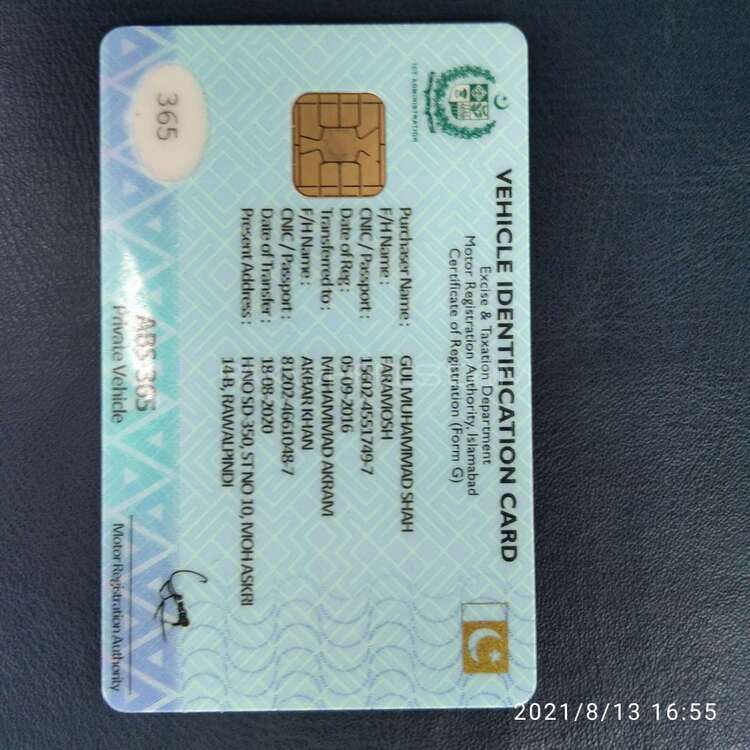 ICT ADMINISTRATION
VEHICLE IDENTIFICATION CARD
Excise & Taxation Department
Motor Registration Authority, Islamabad
Certificate of Registration (Form G)
Purchaser Name : GUL MUHAMMAD SHAH
F/H Name : FARAMOSH
CNIC / Passport : 15602-4551749-7
Date of Reg : 05-09-2016
Transferred to : MUHAMMAD AKRAM
F/H Name : AKBAR KHAN
CNIC / Passport : 81202-4661048-7
Date of Transfer : 18-08-2020
Present Address : H NO SD-350, ST NO 10, MOH ASKRI
14-B, RAWALPINDI
365
ABS-365
Private Vehicle
Motor Registration Authority
2021/8/13 16:55